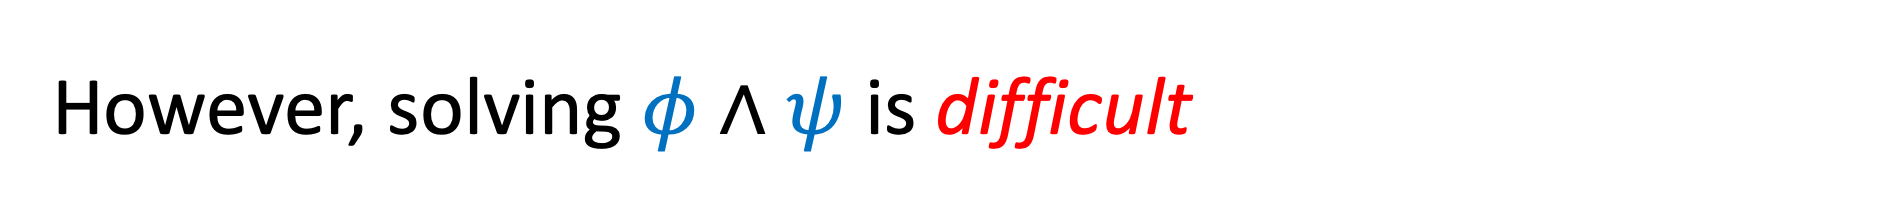 However, solving ϕ ∧ ψ is difficult